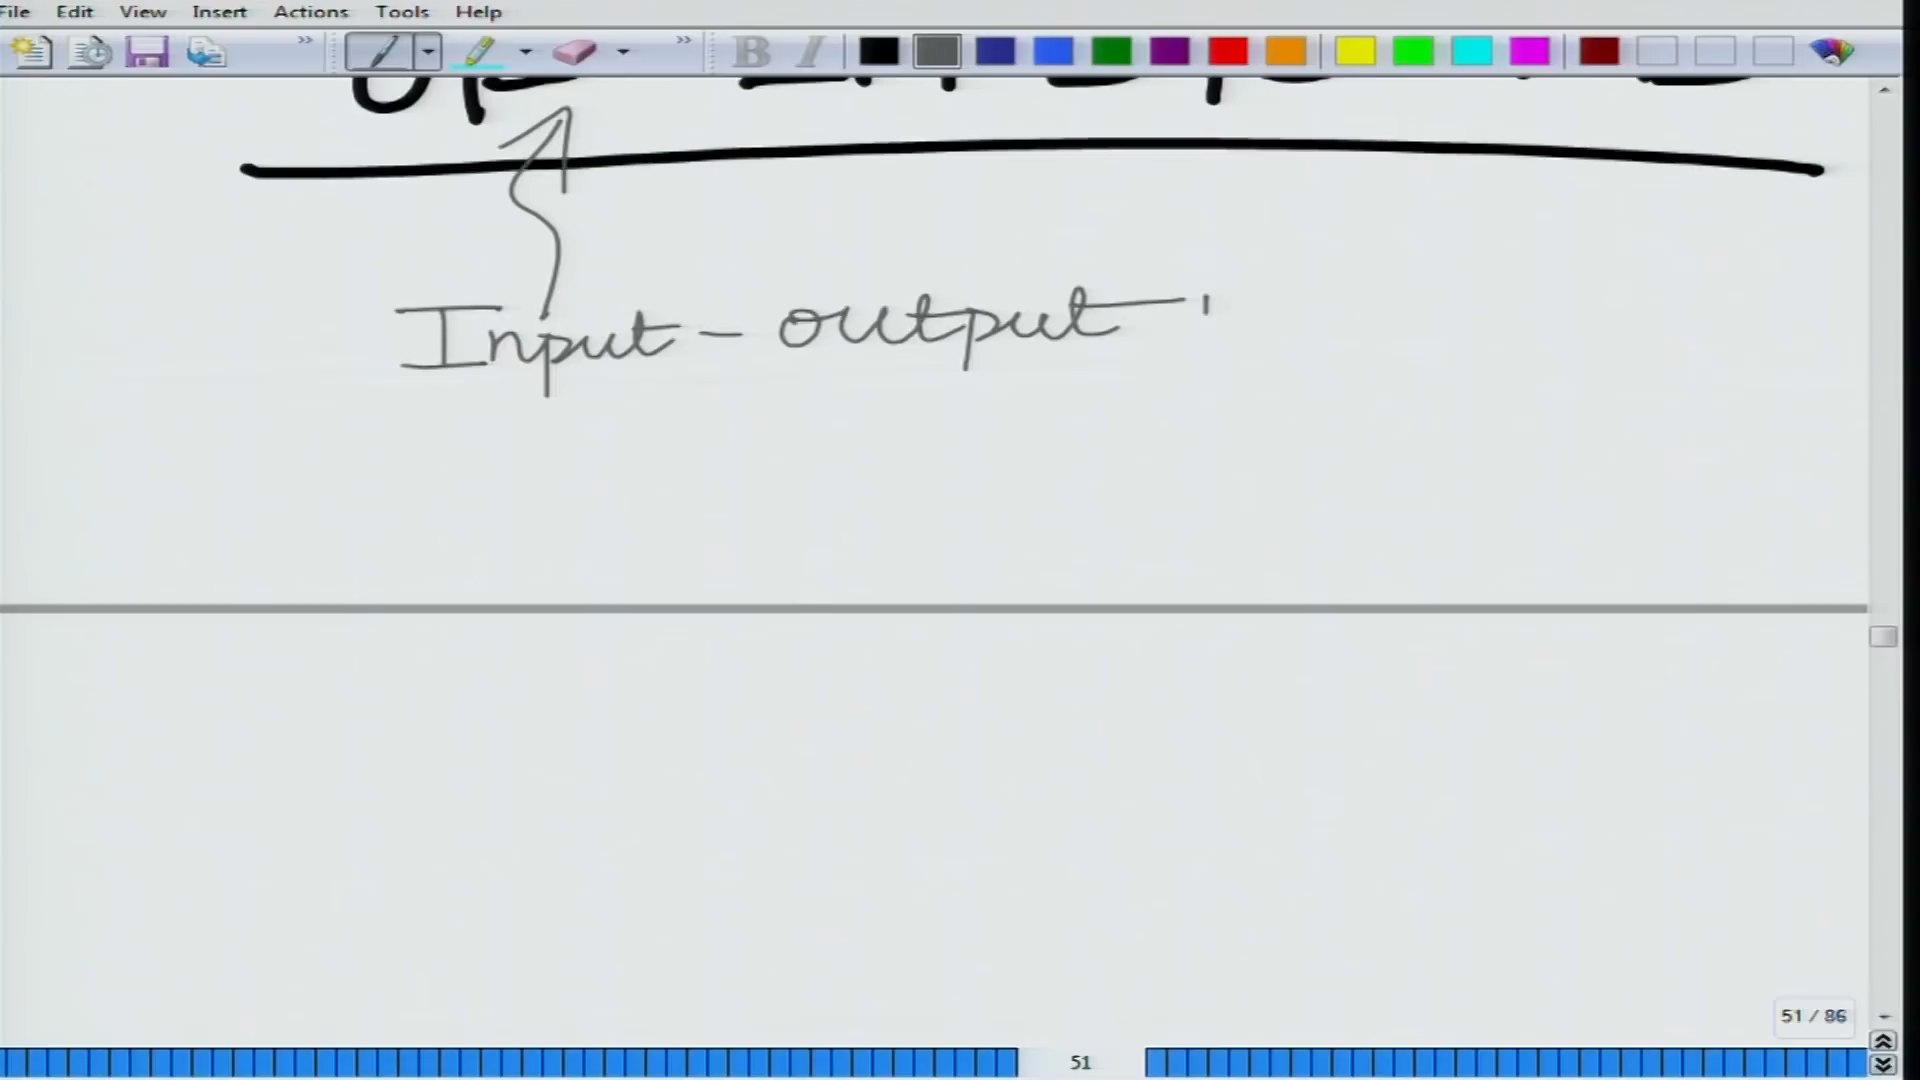 File Edit View Insert Actions Tools Help
B I
Input - output
51 / 86
51